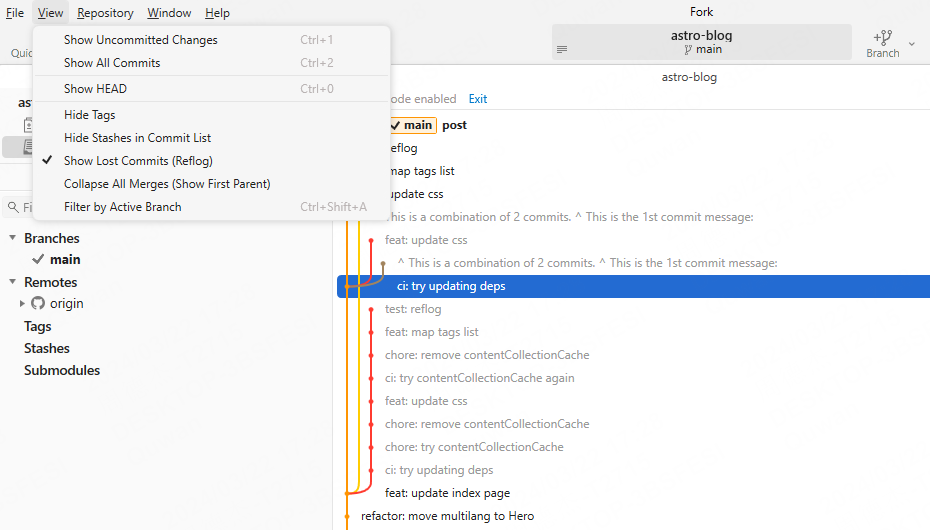 File View Repository Window Help Fork
Quic
astro-blog
main
Branch
Show Uncommitted Changes Ctrl+1
Show All Commits Ctrl+2
Show HEAD Ctrl+0
Hide Tags
Hide Stashes in Commit List
Show Lost Commits (Reflog)
Collapse All Merges (Show First Parent)
Filter by Active Branch Ctrl+Shift+A
as
Fi
Branches
main
Remotes
origin
Tags
Stashes
Submodules
astro-blog
ode enabled Exit
main post
eflog
map tags list
update css
This is a combination of 2 commits. ^ This is the 1st commit message:
feat: update css
^ This is a combination of 2 commits. ^ This is the 1st commit message:
ci: try updating deps
test: reflog
feat: map tags list
chore: remove contentCollectionCache
ci: try contentCollectionCache again
feat: update css
chore: remove contentCollectionCache
chore: try contentCollectionCache
ci: try updating deps
feat: update index page
refactor: move multilang to Hero